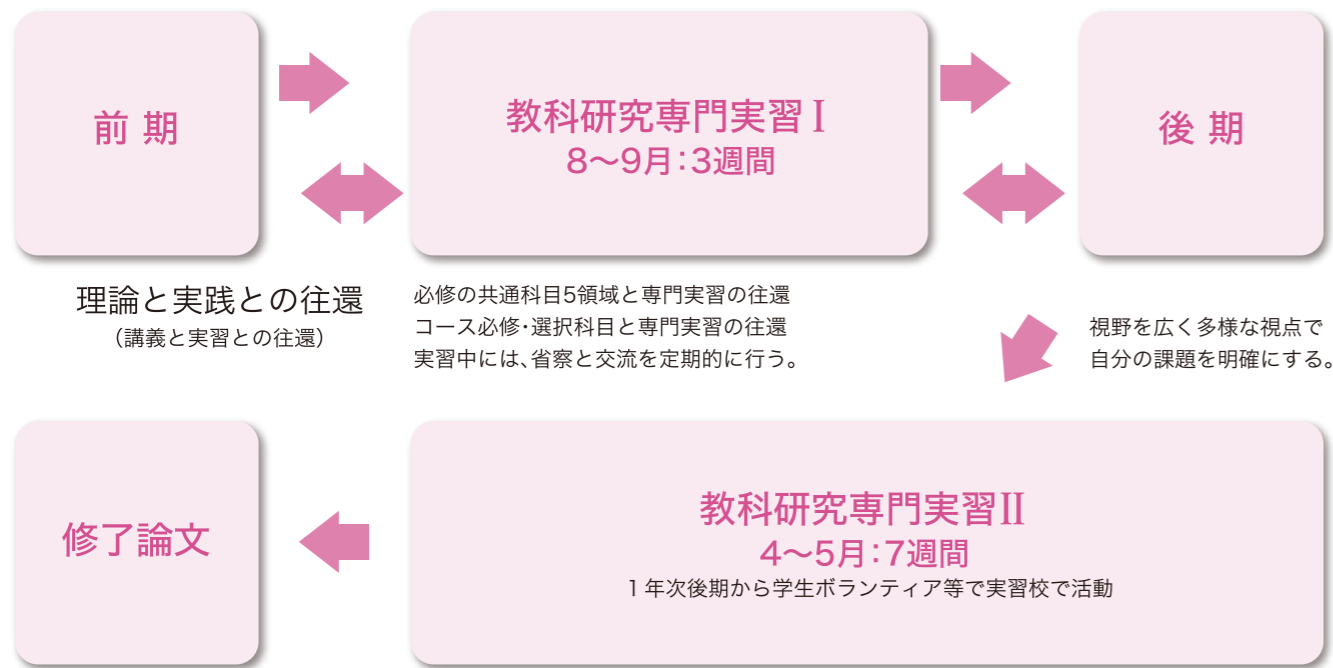 前 期
教科研究専門実習Ⅰ
8〜9月:3週間
後 期
理論と実践との往還
(講義と実習との往還)
必修の共通科目5領域と専門実習の往還
コース必修・選択科目と専門実習の往還
実習中には、省察と交流を定期的に行う。
視野を広く多様な視点で
自分の課題を明確にする。
修了論文
教科研究専門実習Ⅱ
4〜5月:7週間
1年次後期から学生ボランティア等で実習校で活動